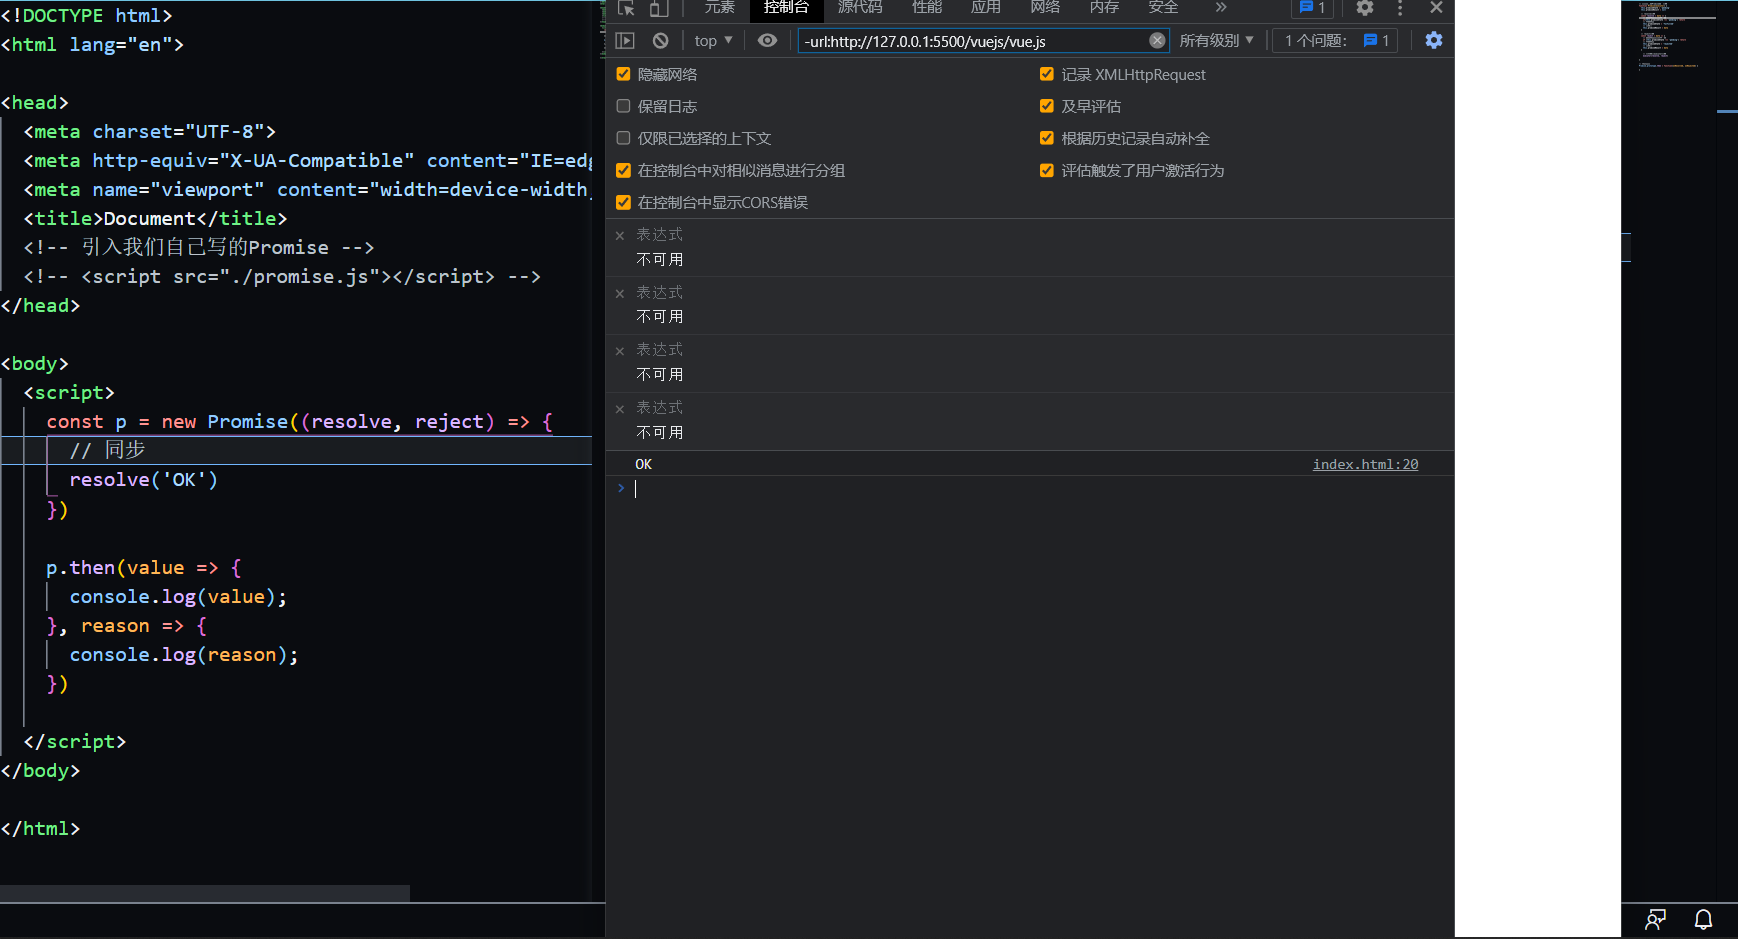 <!DOCTYPE html>
<html lang="en">
<head>
<meta charset="UTF-8">
<meta http-equiv="X-UA-Compatible" content="IE=edg
<meta name="viewport" content="width=device-width,
<title>Document</title>
<!-- 引入我们自己写的Promise -->
<!-- <script src="./promise.js"></script> -->
</head>
<body>
<script>
const p = new Promise((resolve, reject) => {
// 同步
resolve('OK')
})
p.then(value => {
console.log(value);
}, reason => {
console.log(reason);
})
</script>
</body>
</html>
元素 控制台 源代码 性能 应用 网络 内存 安全 » 1
top ▼ -url:http://127.0.0.1:5500/vuejs/vue.js 所有级别 ▼ 1 个问题: 1
隐藏网络 记录 XMLHttpRequest
保留日志 及早评估
仅限已选择的上下文 根据历史记录自动补全
在控制台中对相似消息进行分组 评估触发了用户激活行为
在控制台中显示CORS错误
表达式
不可用
表达式
不可用
表达式
不可用
表达式
不可用
OK index.html:20